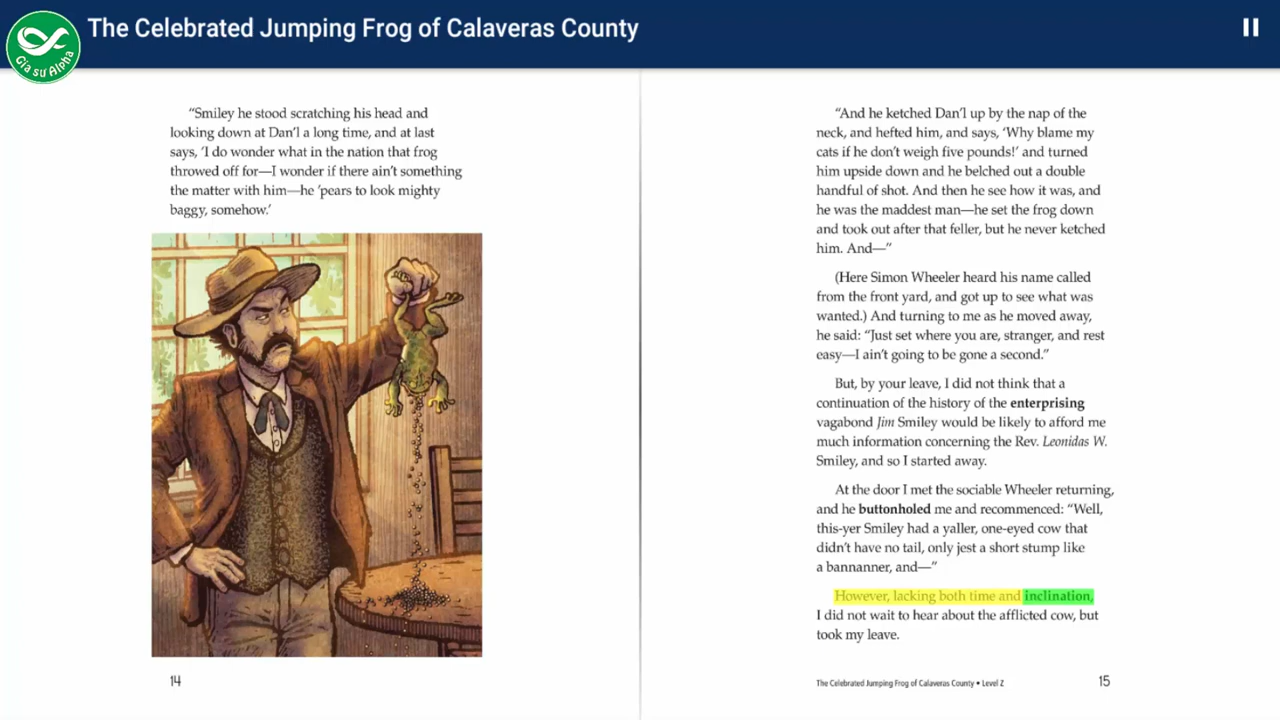 The Celebrated Jumping Frog of Calaveras County
Gia sư Alpha
“Smiley he stood scratching his head and
looking down at Dan’l a long time, and at last
says, ‘I do wonder what in the nation that frog
throwed off for—I wonder if there ain’t something
the matter with him—he ’pears to look mighty
baggy, somehow.’
14
“And he ketched Dan’l up by the nap of the
neck, and hefted him, and says, ‘Why blame my
cats if he don’t weigh five pounds!’ and turned
him upside down and he belched out a double
handful of shot. And then he see how it was, and
he was the maddest man—he set the frog down
and took out after that feller, but he never ketched
him. And—”
(Here Simon Wheeler heard his name called
from the front yard, and got up to see what was
wanted.) And turning to me as he moved away,
he said: “Just set where you are, stranger, and rest
easy—I ain’t going to be gone a second.”
But, by your leave, I did not think that a
continuation of the history of the enterprising
vagabond Jim Smiley would be likely to afford me
much information concerning the Rev. Leonidas W.
Smiley, and so I started away.
At the door I met the sociable Wheeler returning,
and he buttonholed me and recommenced: “Well,
this-yer Smiley had a yaller, one-eyed cow that
didn’t have no tail, only jest a short stump like
a bannanner, and—”
However, lacking both time and inclination,
I did not wait to hear about the afflicted cow, but
took my leave.
The Celebrated Jumping Frog of Calaveras County • Level Z
15